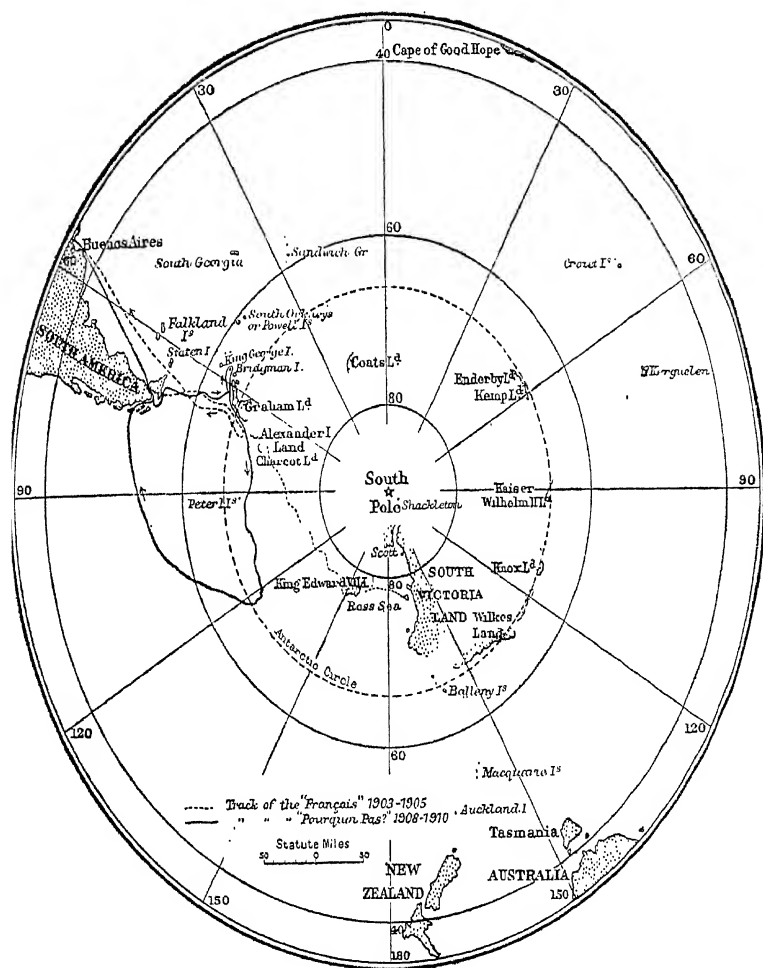 0
40 Cape of Good Hope
30
30
60
Buenos Aires
60
South Georgia
Sandwich Gr
Crozet Is
60
Falkland
Is
South Orkneys
or Powell Is
Staten I
SOUTH AMERICA
King George I.
Bridgman I.
Coats Ld
Enderby Ld
Kemp Ld
Kerguelen
80
Graham Ld
Alexander I
Land
Charcot Ld
South
Pole
Shackleton
90
Peter I Is
Kaiser
Wilhelm II Ld
90
Scott
Knox Ld
King Edward VII
80
SOUTH
VICTORIA
LAND
Ross Sea
Wilkes
Land
Antarctic Circle
Balleny Is
120
120
60
Macquarie Is
Track of the "Français" 1903-1905
" " " "Pourquoi Pas?" 1908-1910
Auckland I
Statute Miles
50 0 50
Tasmania
NEW
ZEALAND
AUSTRALIA
150
150
40
180